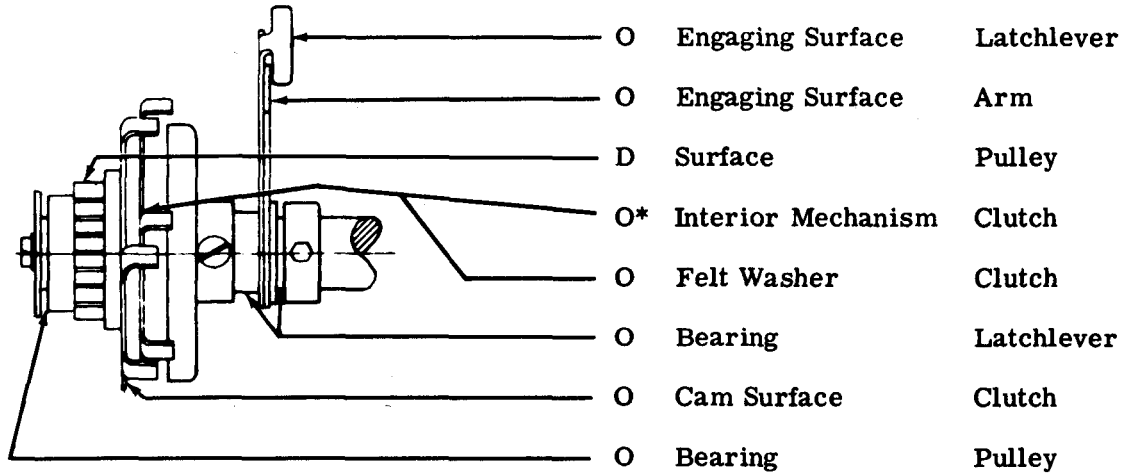 O Engaging Surface Latchlever
O Engaging Surface Arm
D Surface Pulley
O* Interior Mechanism Clutch
O Felt Washer Clutch
O Bearing Latchlever
O Cam Surface Clutch
O Bearing Pulley